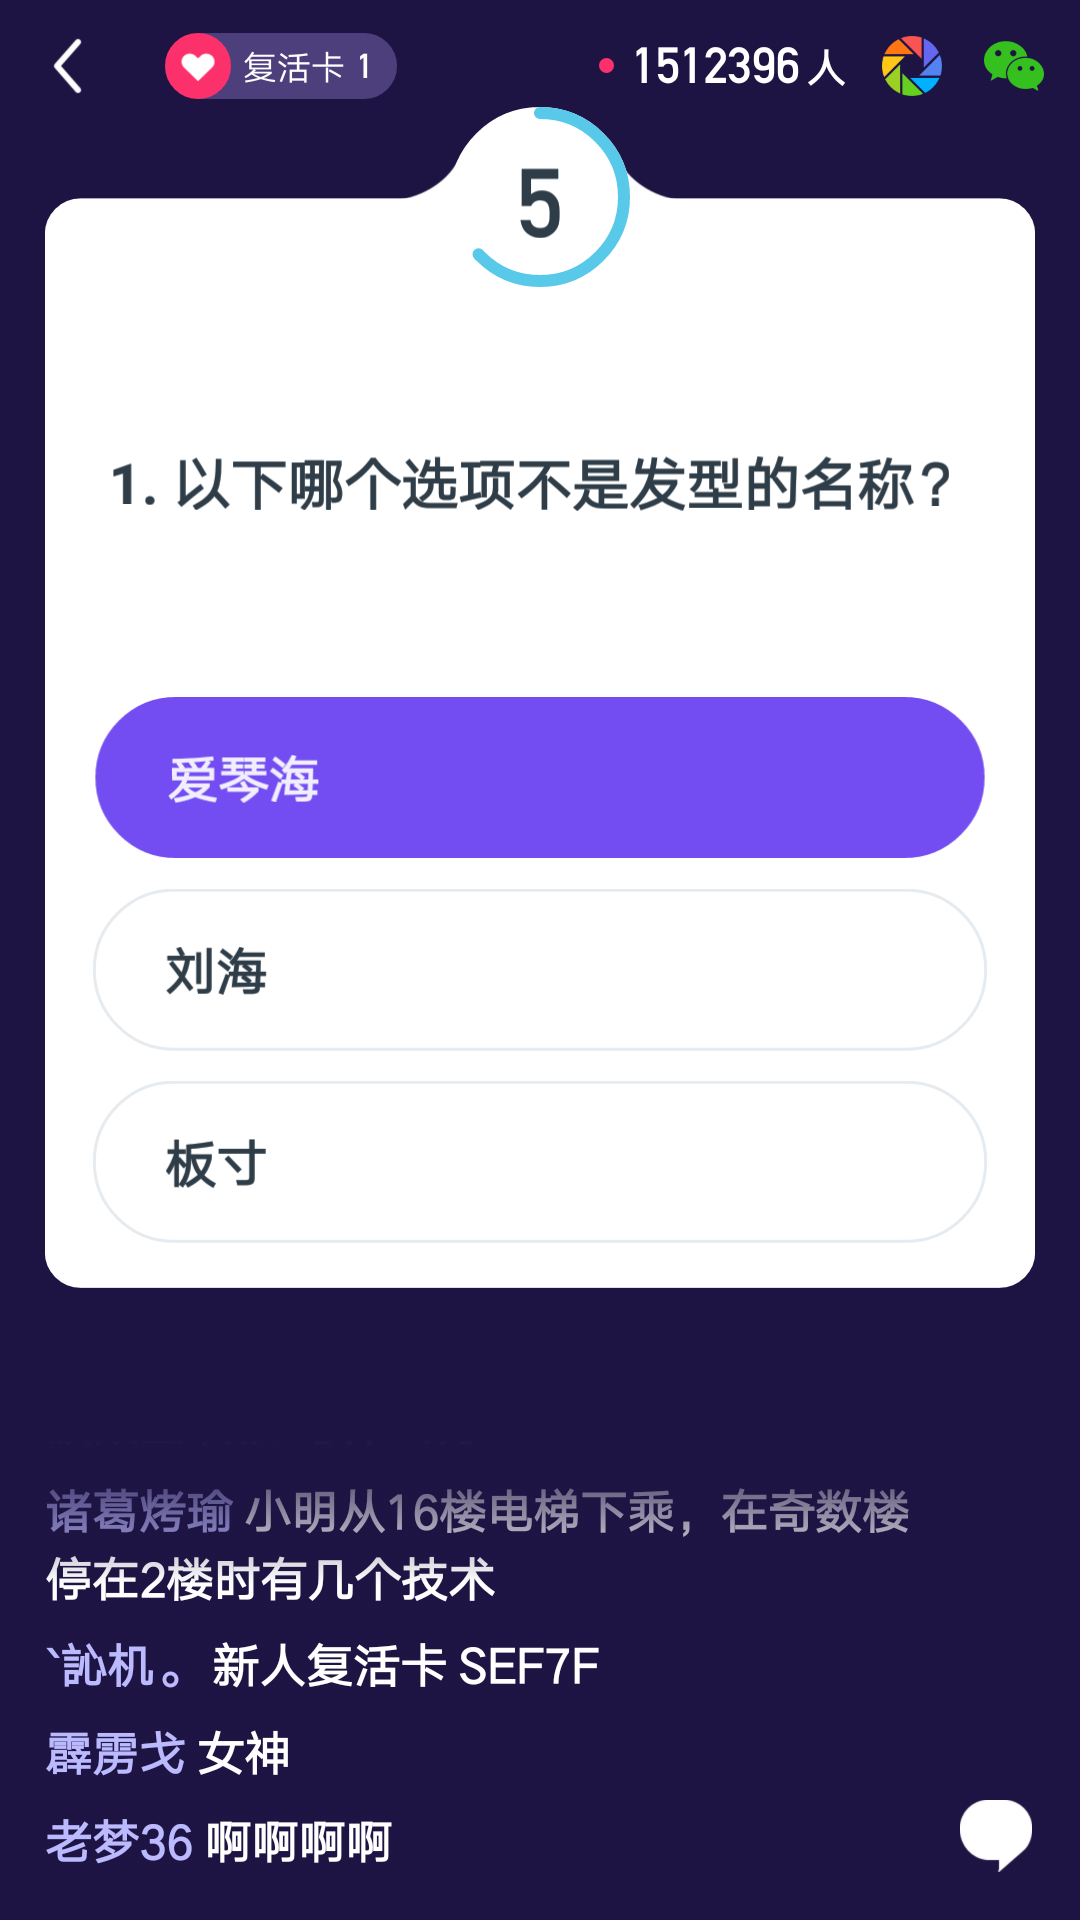 复活卡 1
1512396 人
5
1. 以下哪个选项不是发型的名称?
爱琴海
刘海
板寸
诸葛烤瑜 小明从16楼电梯下乘，在奇数楼
停在2楼时有几个技术
`訫机。 新人复活卡 SEF7F
霹雳戈 女神
老梦36 啊啊啊啊